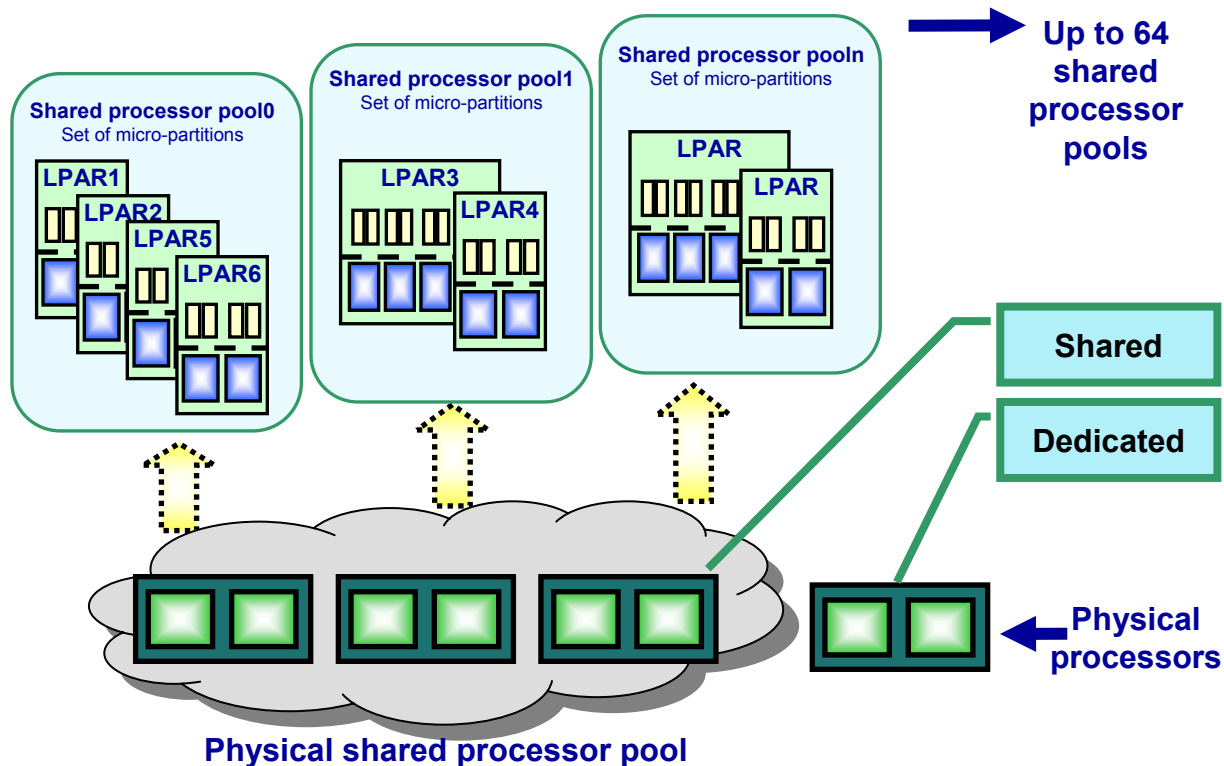 Shared processor pool0
Set of micro-partitions
LPAR1
LPAR2
LPAR5
LPAR6
Shared processor pool1
Set of micro-partitions
LPAR3
LPAR4
Shared processor pooln
Set of micro-partitions
LPAR
LPAR
Up to 64
shared
processor
pools
Shared
Dedicated
Physical
processors
Physical shared processor pool